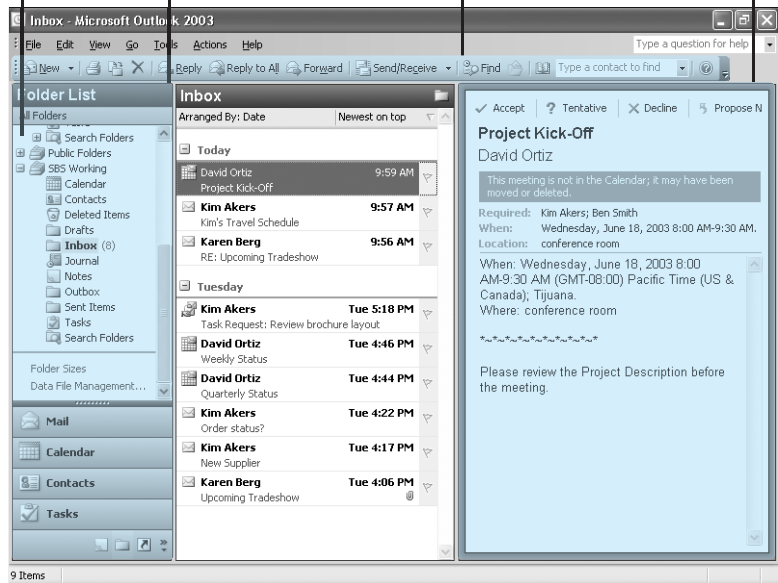 Inbox - Microsoft Outlook 2003
File Edit View Go Tools Actions Help
Type a question for help
New Reply Reply to All Forward Send/Receive Find Type a contact to find
Folder List
All Folders
Search Folders
Public Folders
SBS Working
Calendar
Contacts
Deleted Items
Drafts
Inbox (8)
Journal
Notes
Outbox
Sent Items
Tasks
Search Folders
Folder Sizes
Data File Management...
Mail
Calendar
Contacts
Tasks
Inbox
Arranged By: Date Newest on top
Today
David Ortiz 9:59 AM
Project Kick-Off
Kim Akers 9:57 AM
Kim's Travel Schedule
Karen Berg 9:56 AM
RE: Upcoming Tradeshow
Tuesday
Kim Akers Tue 5:18 PM
Task Request: Review brochure layout
David Ortiz Tue 4:46 PM
Weekly Status
David Ortiz Tue 4:44 PM
Quarterly Status
Kim Akers Tue 4:22 PM
Order status?
Kim Akers Tue 4:17 PM
New Supplier
Karen Berg Tue 4:06 PM
Upcoming Tradeshow
Accept ? Tentative Decline Propose N
Project Kick-Off
David Ortiz
This meeting is not in the Calendar; it may have been
moved or deleted.
Required: Kim Akers; Ben Smith
When: Wednesday, June 18, 2003 8:00 AM-9:30 AM.
Location: conference room
When: Wednesday, June 18, 2003 8:00
AM-9:30 AM (GMT-08:00) Pacific Time (US &
Canada); Tijuana.
Where: conference room
*~*~*~*~*~*~*~*~*~*
Please review the Project Description before
the meeting.
9 Items